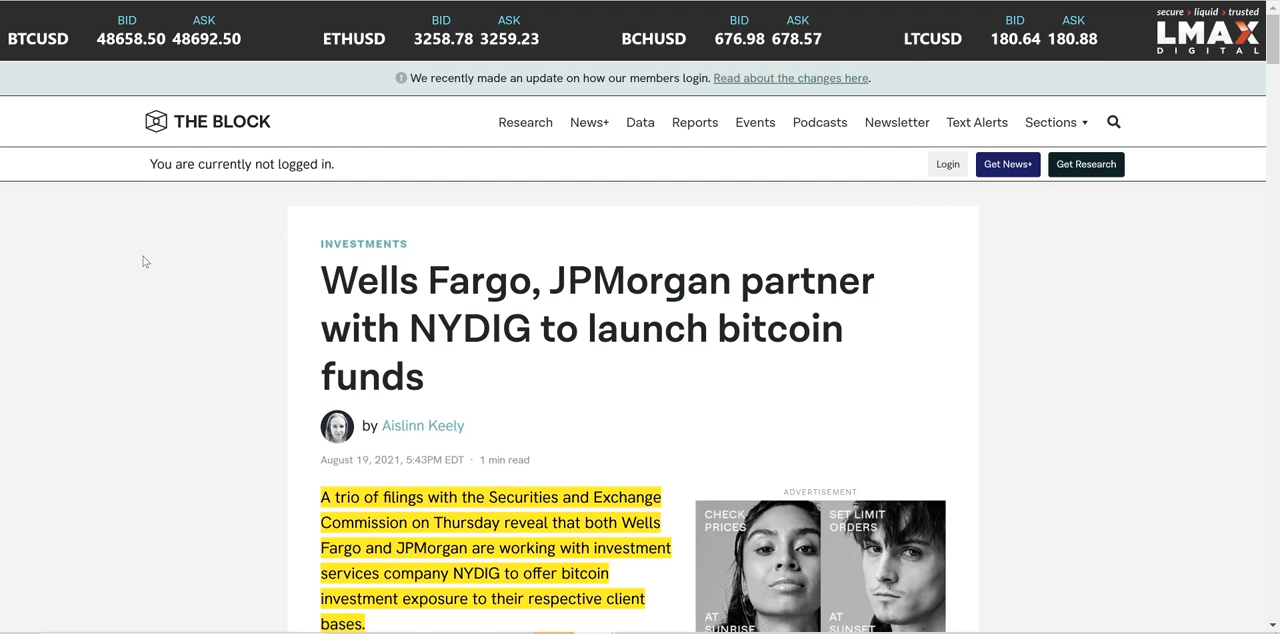 BID ASK BID ASK BID ASK BID ASK secure › liquid › trusted
BTCUSD 48658.50 48692.50 ETHUSD 3258.78 3259.23 BCHUSD 676.98 678.57 LTCUSD 180.64 180.88 LMAX
DIGITAL
We recently made an update on how our members login. Read about the changes here.
THE BLOCK Research News+ Data Reports Events Podcasts Newsletter Text Alerts Sections
You are currently not logged in. Login Get News+ Get Research
INVESTMENTS
Wells Fargo, JPMorgan partner
with NYDIG to launch bitcoin
funds
by Aislinn Keely
August 19, 2021, 5:43PM EDT · 1 min read
A trio of filings with the Securities and Exchange
Commission on Thursday reveal that both Wells
Fargo and JPMorgan are working with investment
services company NYDIG to offer bitcoin
investment exposure to their respective client
bases.
ADVERTISEMENT
CHECK
PRICES
AT
SUNRISE
SET LIMIT
ORDERS
AT
SUNSET